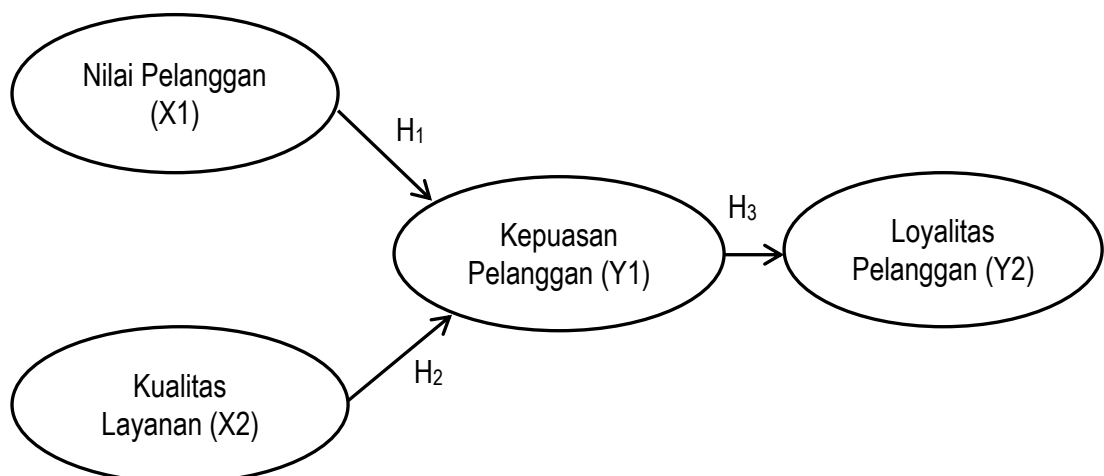 Nilai Pelanggan
(X1)
H₁
Kepuasan
Pelanggan (Y1)
H₃
Loyalitas
Pelanggan (Y2)
Kualitas
Layanan (X2)
H₂